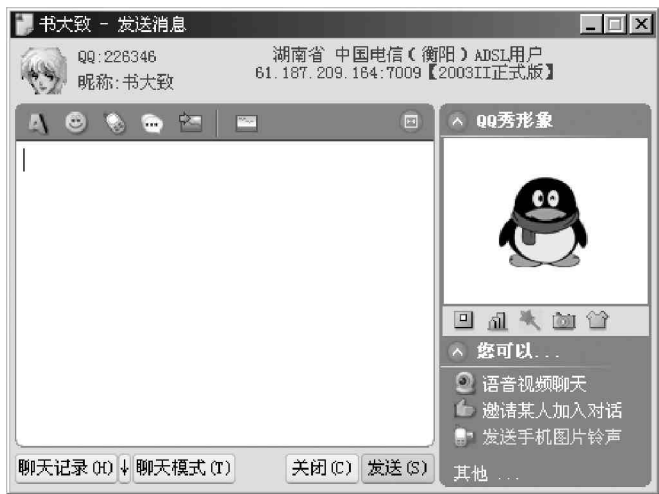 书大致 - 发送消息
QQ:226346
昵称:书大致
湖南省 中国电信(衡阳)ADSL用户
61.187.209.164:7009【2003II正式版】
QQ秀形象
您可以...
语音视频聊天
邀请某人加入对话
发送手机图片铃声
其他 ...
聊天记录(H) 聊天模式(T) 关闭(C) 发送(S)